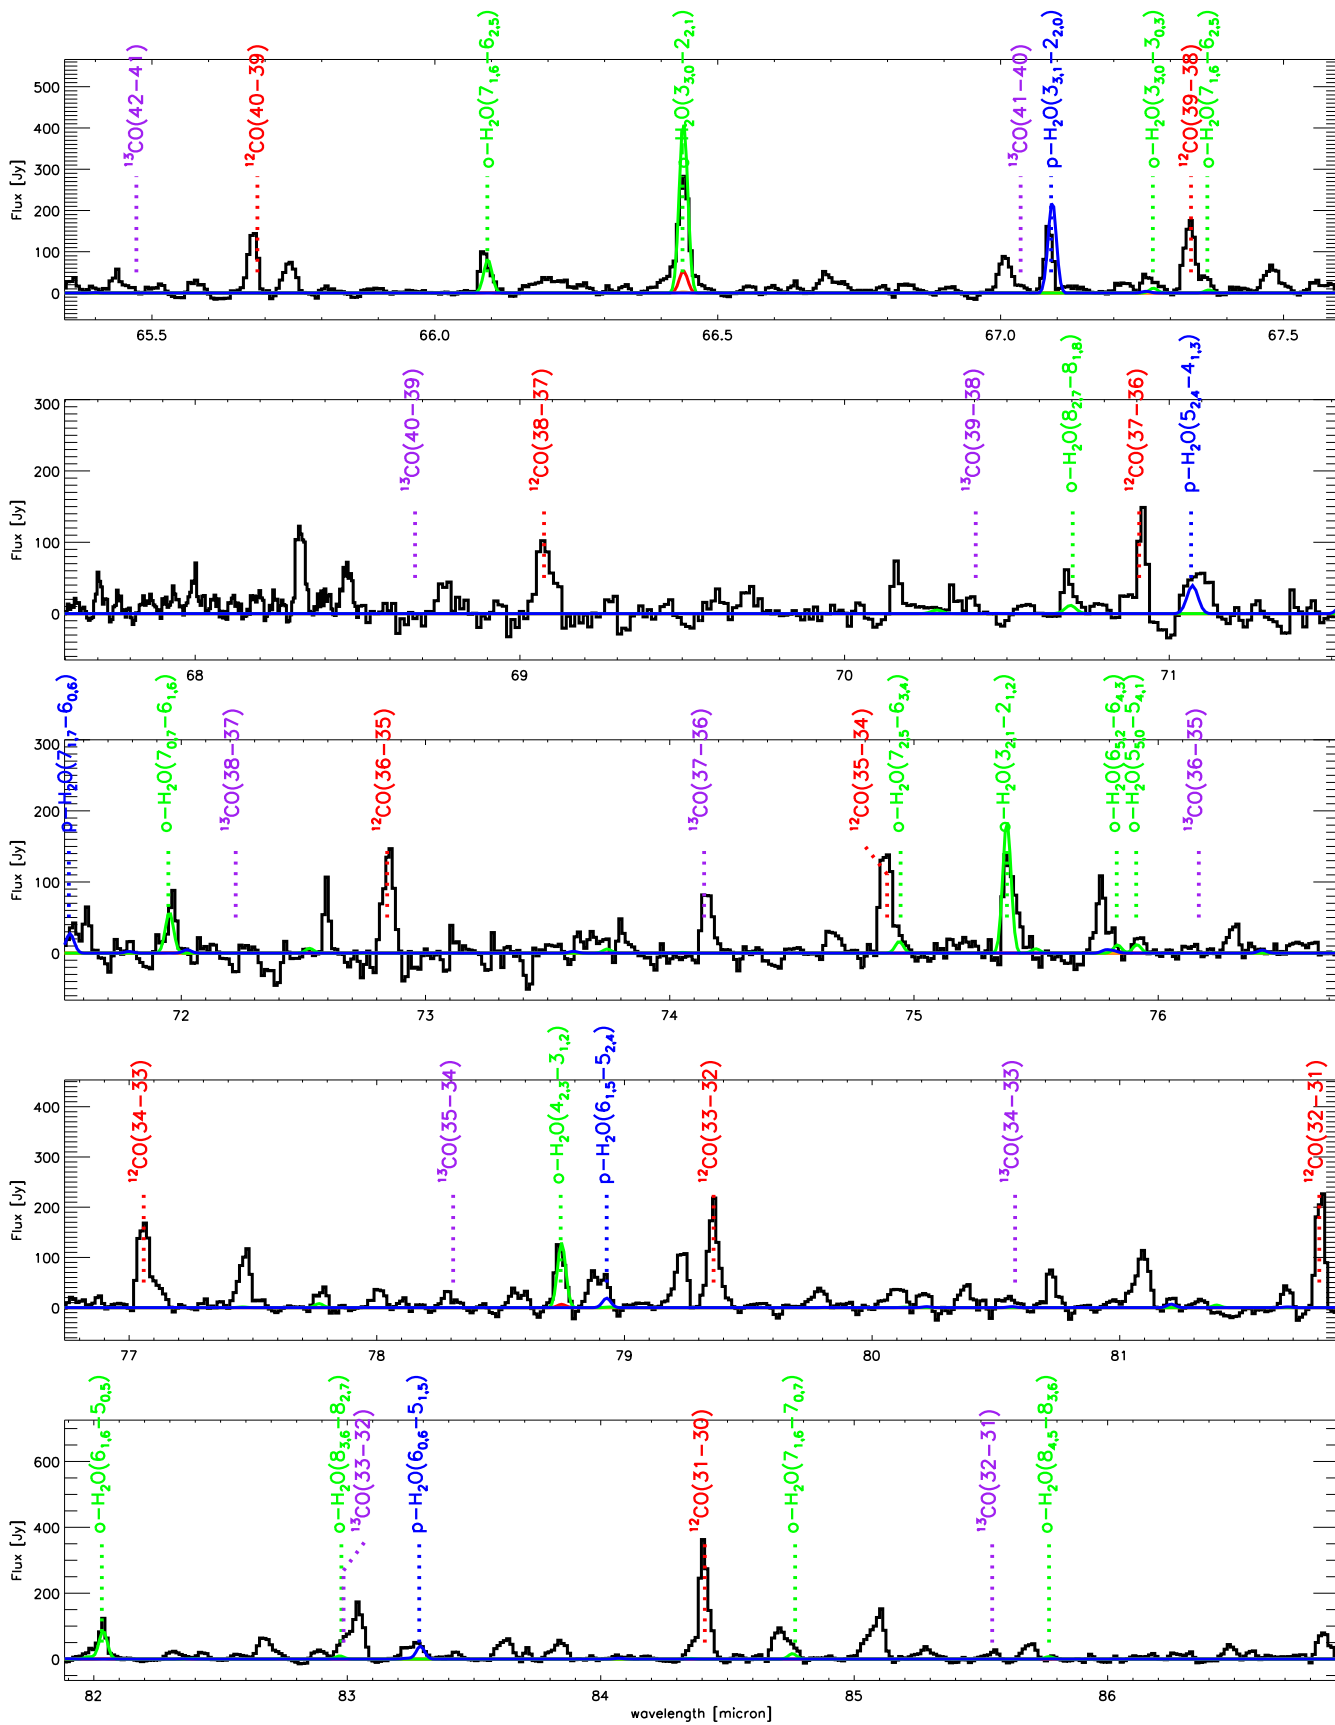 ¹³CO(42−41)
¹²CO(40−39)
o−H₂O(7₁,₆−6₂,₅)
o−H₂O(3₃,₀−2₂,₁)
¹³CO(41−40)
p−H₂O(3₃,₁−2₂,₀)
o−H₂O(3₃,₀−3₀,₃)
¹²CO(39−38)
o−H₂O(7₁,₆−6₂,₅)
Flux [Jy]
500
400
300
200
100
0
65.5 66.0 66.5 67.0 67.5
¹³CO(40−39)
¹²CO(38−37)
¹³CO(39−38)
o−H₂O(8₂,₇−8₁,₈)
¹²CO(37−36)
p−H₂O(5₂,₄−4₁,₃)
Flux [Jy]
300
200
100
0
68 69 70 71
p−H₂O(7₁,₇−6₀,₆)
o−H₂O(7₀,₇−6₁,₆)
¹³CO(38−37)
¹²CO(36−35)
¹³CO(37−36)
¹²CO(35−34)
o−H₂O(7₂,₅−6₃,₄)
o−H₂O(3₂,₁−2₁,₂)
o−H₂O(6₅,₂−6₄,₃)
o−H₂O(5₅,₀−5₄,₁)
¹³CO(36−35)
Flux [Jy]
300
200
100
0
72 73 74 75 76
¹²CO(34−33)
¹³CO(35−34)
o−H₂O(4₂,₃−3₁,₂)
p−H₂O(6₁,₅−5₂,₄)
¹²CO(33−32)
¹³CO(34−33)
¹²CO(32−31)
Flux [Jy]
400
300
200
100
0
77 78 79 80 81
o−H₂O(6₁,₆−5₀,₅)
o−H₂O(8₃,₆−8₂,₇)
¹³CO(33−32)
p−H₂O(6₀,₆−5₁,₅)
¹²CO(31−30)
o−H₂O(7₁,₆−7₀,₇)
¹³CO(32−31)
o−H₂O(8₄,₅−8₃,₆)
Flux [Jy]
600
400
200
0
82 83 84 85 86
wavelength [micron]